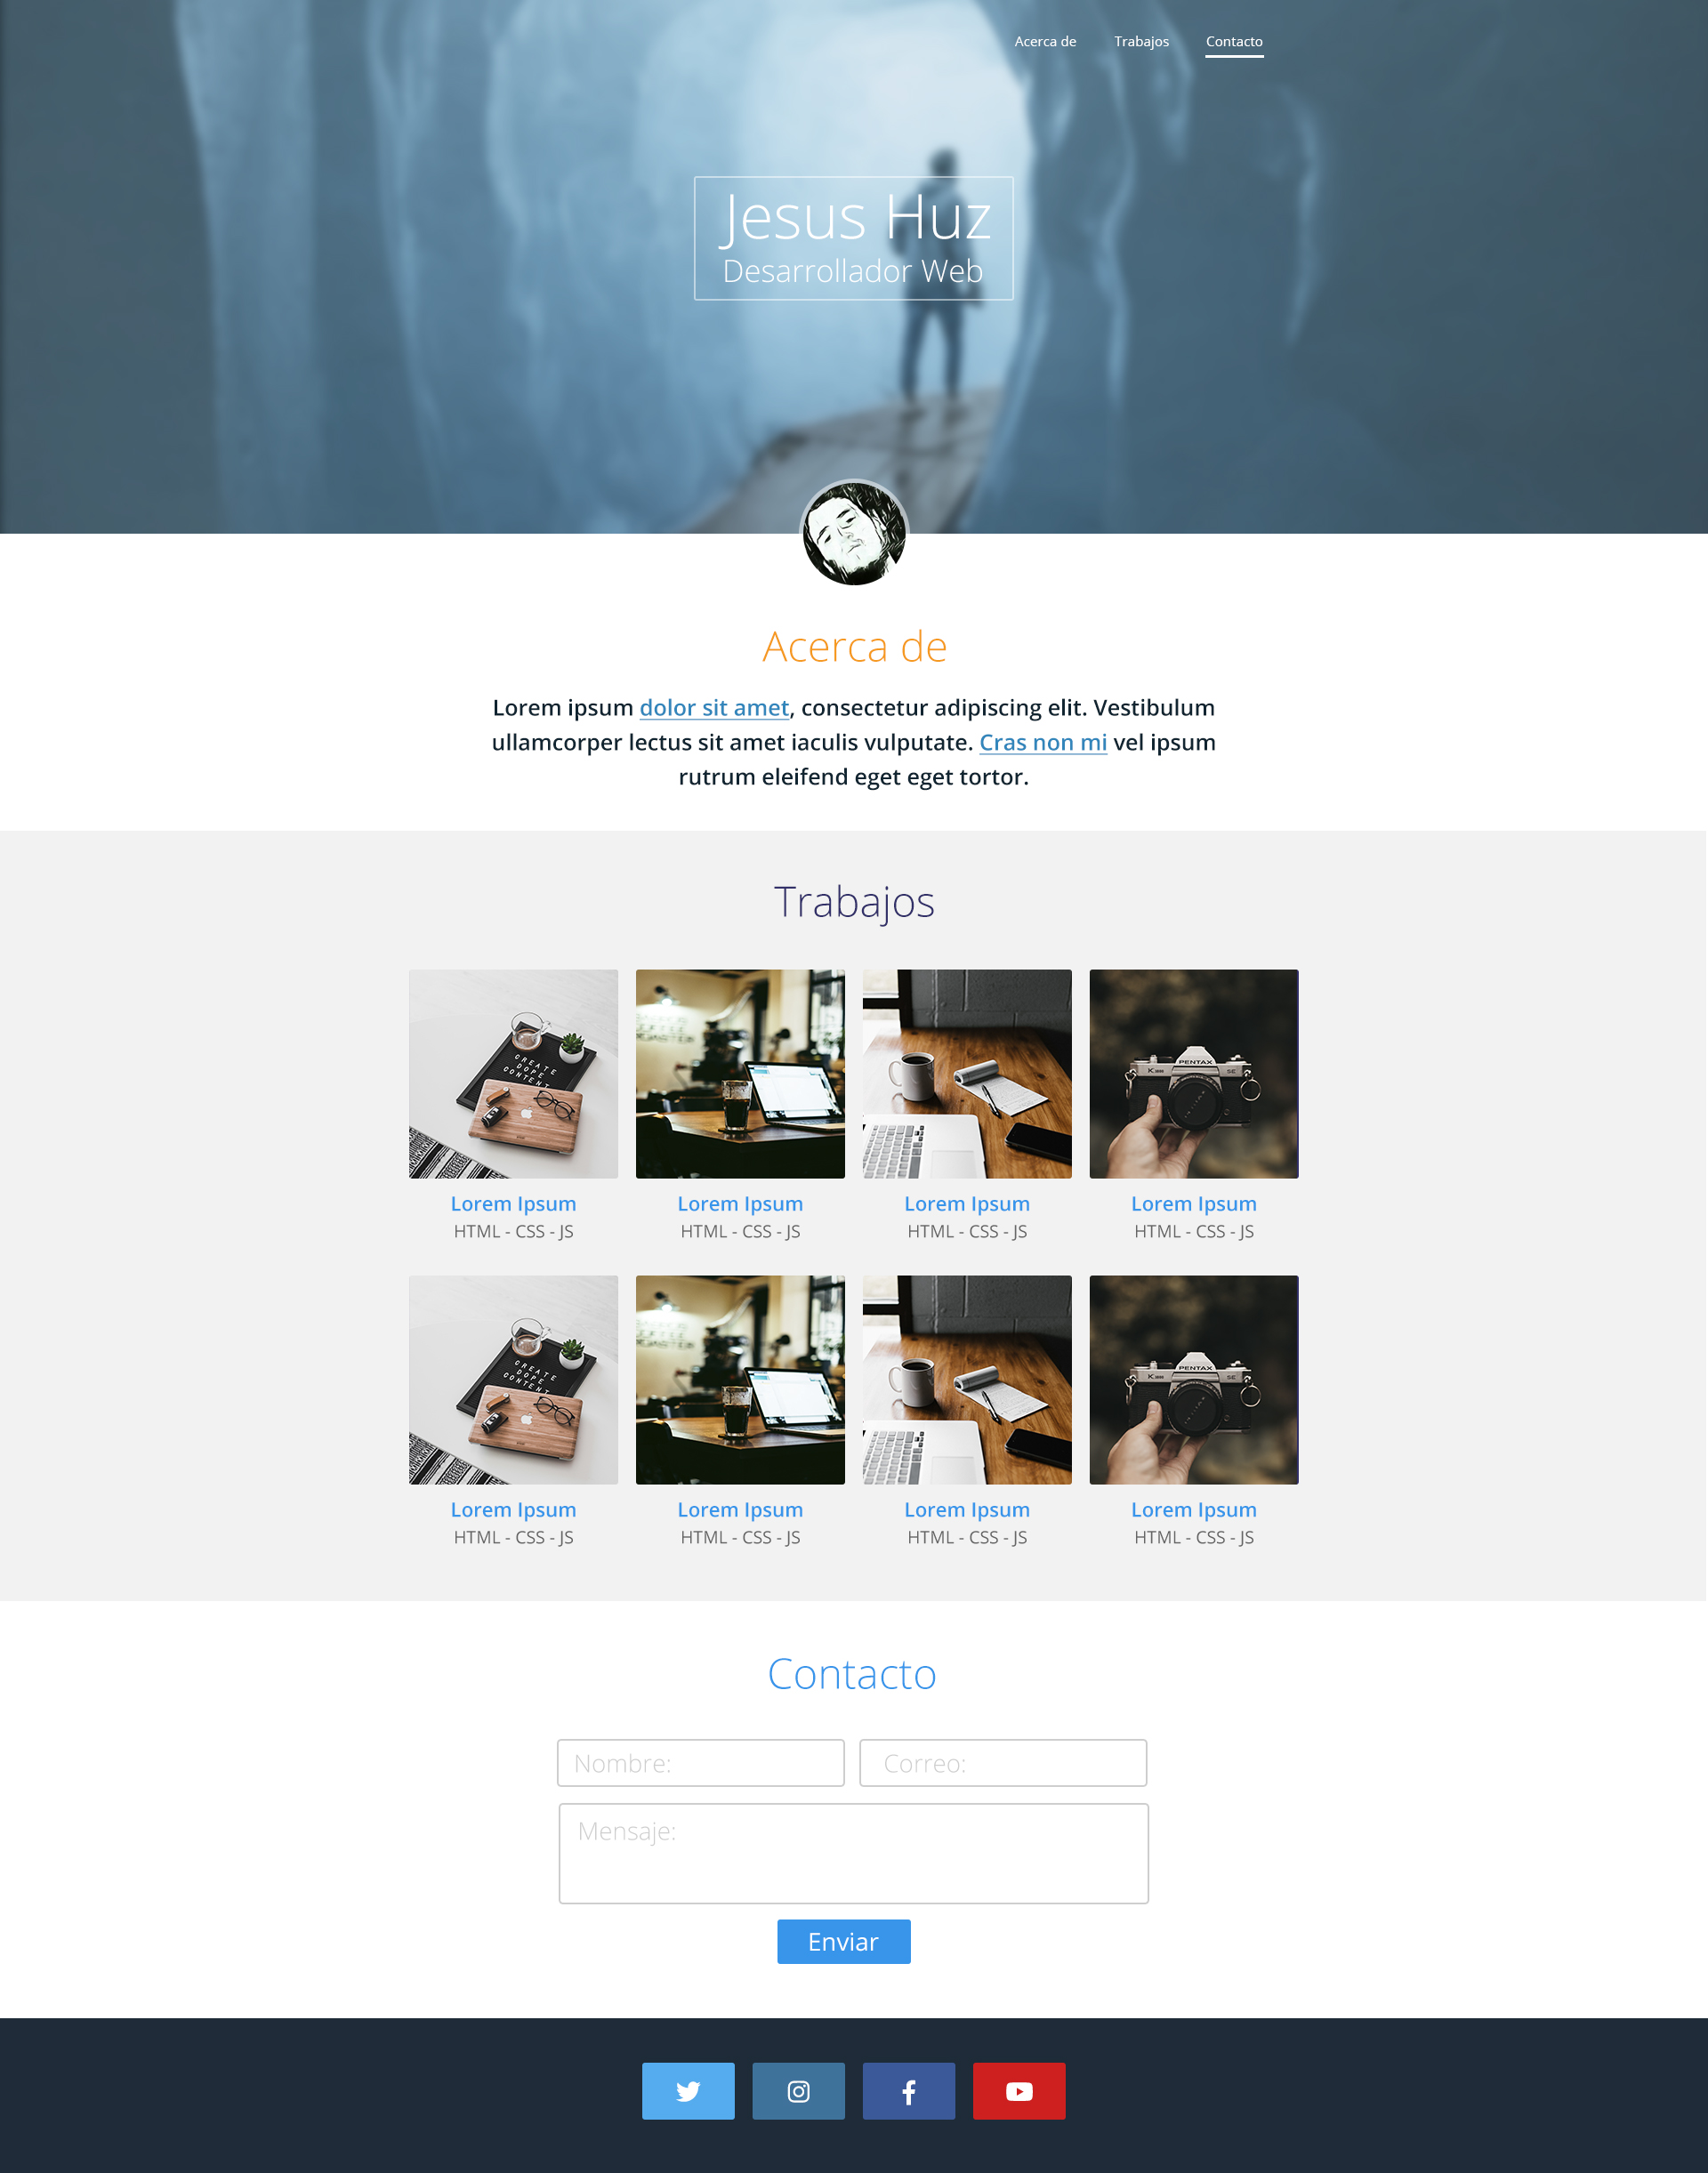 Acerca de Trabajos Contacto
Jesus Huz
Desarrollador Web
Acerca de
Lorem ipsum dolor sit amet, consectetur adipiscing elit. Vestibulum
ullamcorper lectus sit amet iaculis vulputate. Cras non mi vel ipsum
rutrum eleifend eget eget tortor.
Trabajos
CREATE
DOPE
CONTENT
PENTAX
SE
Lorem Ipsum Lorem Ipsum Lorem Ipsum Lorem Ipsum
HTML - CSS - JS HTML - CSS - JS HTML - CSS - JS HTML - CSS - JS
CREATE
DOPE
CONTENT
PENTAX
SE
Lorem Ipsum Lorem Ipsum Lorem Ipsum Lorem Ipsum
HTML - CSS - JS HTML - CSS - JS HTML - CSS - JS HTML - CSS - JS
Contacto
Nombre: Correo:
Mensaje:
Enviar